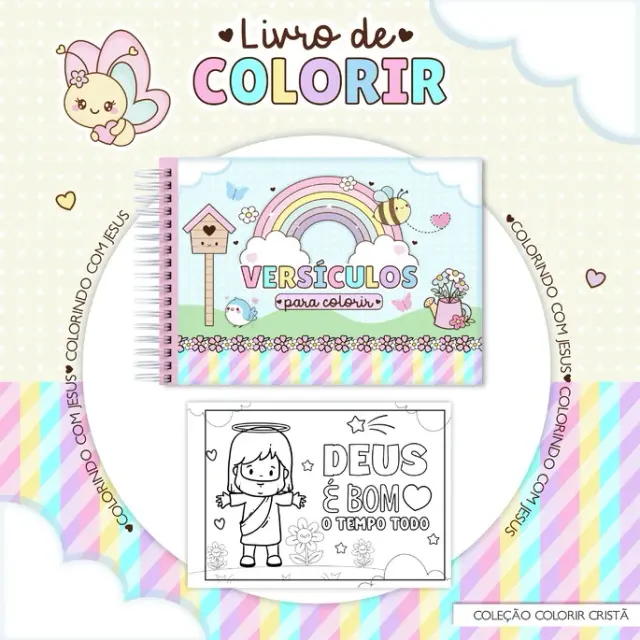 Livro de
COLORIR
VERSÍCULOS
para colorir
COLORINDO COM JESUS
COLORINDO COM JESUS
COLORINDO COM JESUS
COLORINDO COM JESUS
DEUS
É BOM
O TEMPO TODO
COLEÇÃO COLORIR CRISTÃ